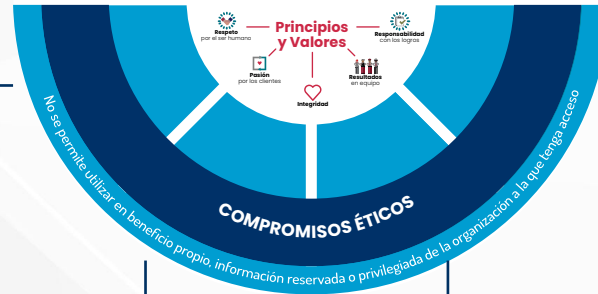 Principios
y Valores
Respeto
por el ser humano
Responsabilidad
con los logros
Pasión
por los clientes
Resultados
en equipo
Integridad
COMPROMISOS ÉTICOS
No se permite utilizar en beneficio propio, información reservada o privilegiada de la organización a la que tenga acceso